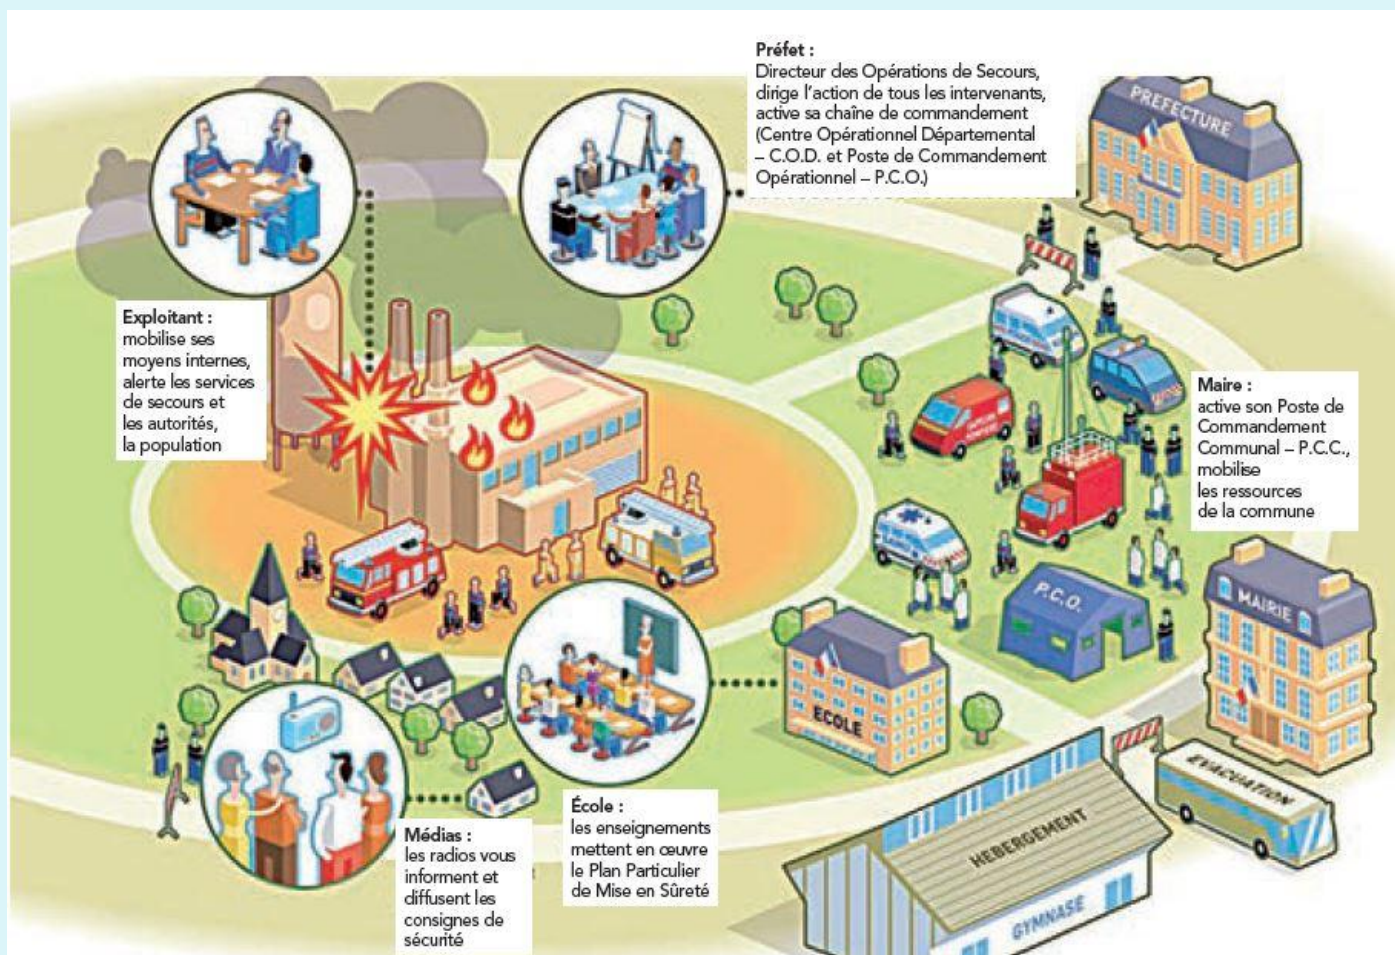 Préfet :
Directeur des Opérations de Secours,
dirige l'action de tous les intervenants,
active sa chaîne de commandement
(Centre Opérationnel Départemental
– C.O.D. et Poste de Commandement
Opérationnel – P.C.O.)
PREFECTURE
Exploitant :
mobilise ses
moyens internes,
alerte les services
de secours et
les autorités,
la population
Maire :
active son Poste de
Commandement
Communal – P.C.C.,
mobilise
les ressources
de la commune
P.C.O.
MAIRIE
ECOLE
EVACUATION
École :
les enseignements
mettent en œuvre
le Plan Particulier
de Mise en Sûreté
Médias :
les radios vous
informent et
diffusent les
consignes de
sécurité
HEBERGEMENT
GYMNASE